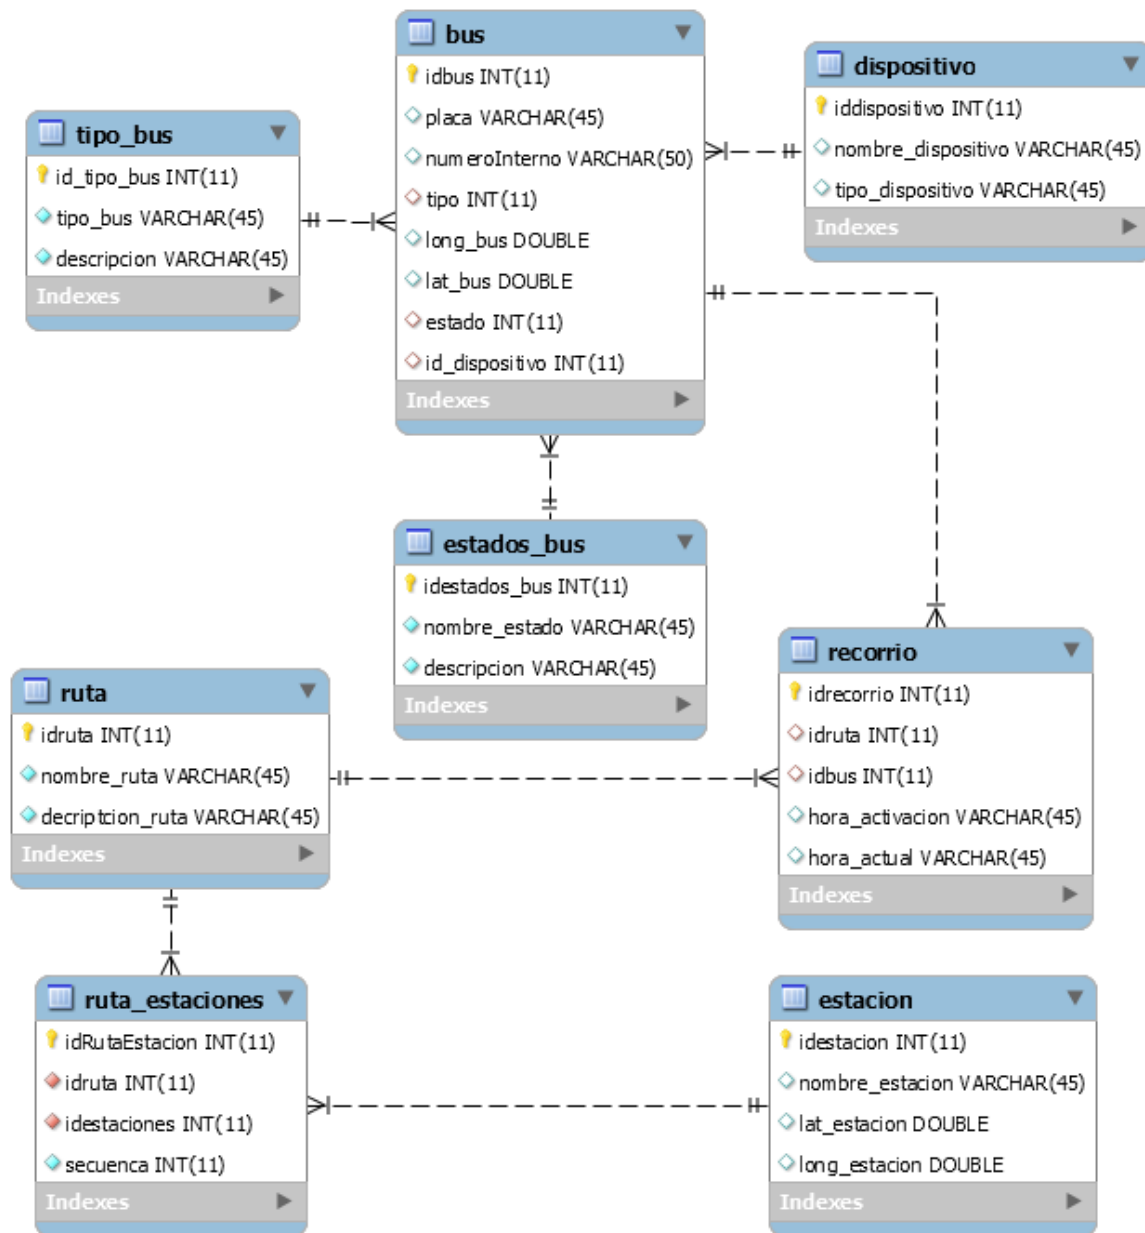 bus
idbus INT(11)
placa VARCHAR(45)
numeroInterno VARCHAR(50)
tipo INT(11)
long_bus DOUBLE
lat_bus DOUBLE
estado INT(11)
id_dispositivo INT(11)
Indexes
dispositivo
iddispositivo INT(11)
nombre_dispositivo VARCHAR(45)
tipo_dispositivo VARCHAR(45)
Indexes
tipo_bus
id_tipo_bus INT(11)
tipo_bus VARCHAR(45)
descripcion VARCHAR(45)
Indexes
estados_bus
idestados_bus INT(11)
nombre_estado VARCHAR(45)
descripcion VARCHAR(45)
Indexes
recorrio
idrecorrio INT(11)
idruta INT(11)
idbus INT(11)
hora_activacion VARCHAR(45)
hora_actual VARCHAR(45)
Indexes
ruta
idruta INT(11)
nombre_ruta VARCHAR(45)
decriptcion_ruta VARCHAR(45)
Indexes
ruta_estaciones
idRutaEstacion INT(11)
idruta INT(11)
idestaciones INT(11)
secuenca INT(11)
Indexes
estacion
idestacion INT(11)
nombre_estacion VARCHAR(45)
lat_estacion DOUBLE
long_estacion DOUBLE
Indexes